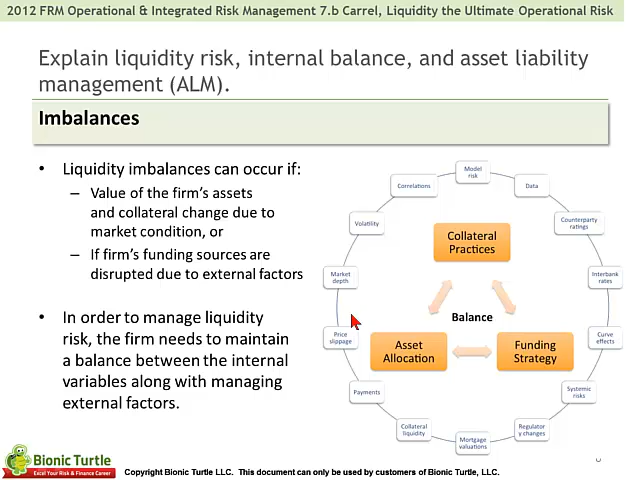 2012 FRM Operational & Integrated Risk Management 7.b Carrel, Liquidity the Ultimate Operational Risk
Explain liquidity risk, internal balance, and asset liability
management (ALM).
Imbalances
• Liquidity imbalances can occur if:
– Value of the firm's assets
and collateral change due to
market condition, or
– If firm's funding sources are
disrupted due to external factors
• In order to manage liquidity
risk, the firm needs to maintain
a balance between the internal
variables along with managing
external factors.
Model
risk
Data
Counterparty
ratings
Interbank
rates
Curve
effects
Systemic
risks
Regulator
y changes
Mortgage
valuations
Collateral
liquidity
Payments
Price
slippage
Market
depth
Volatility
Correlations
Collateral
Practices
Balance
Asset
Allocation
Funding
Strategy
Bionic Turtle
Excel Your Risk & Finance Career
Copyright Bionic Turtle LLC. This document can only be used by customers of Bionic Turtle, LLC.